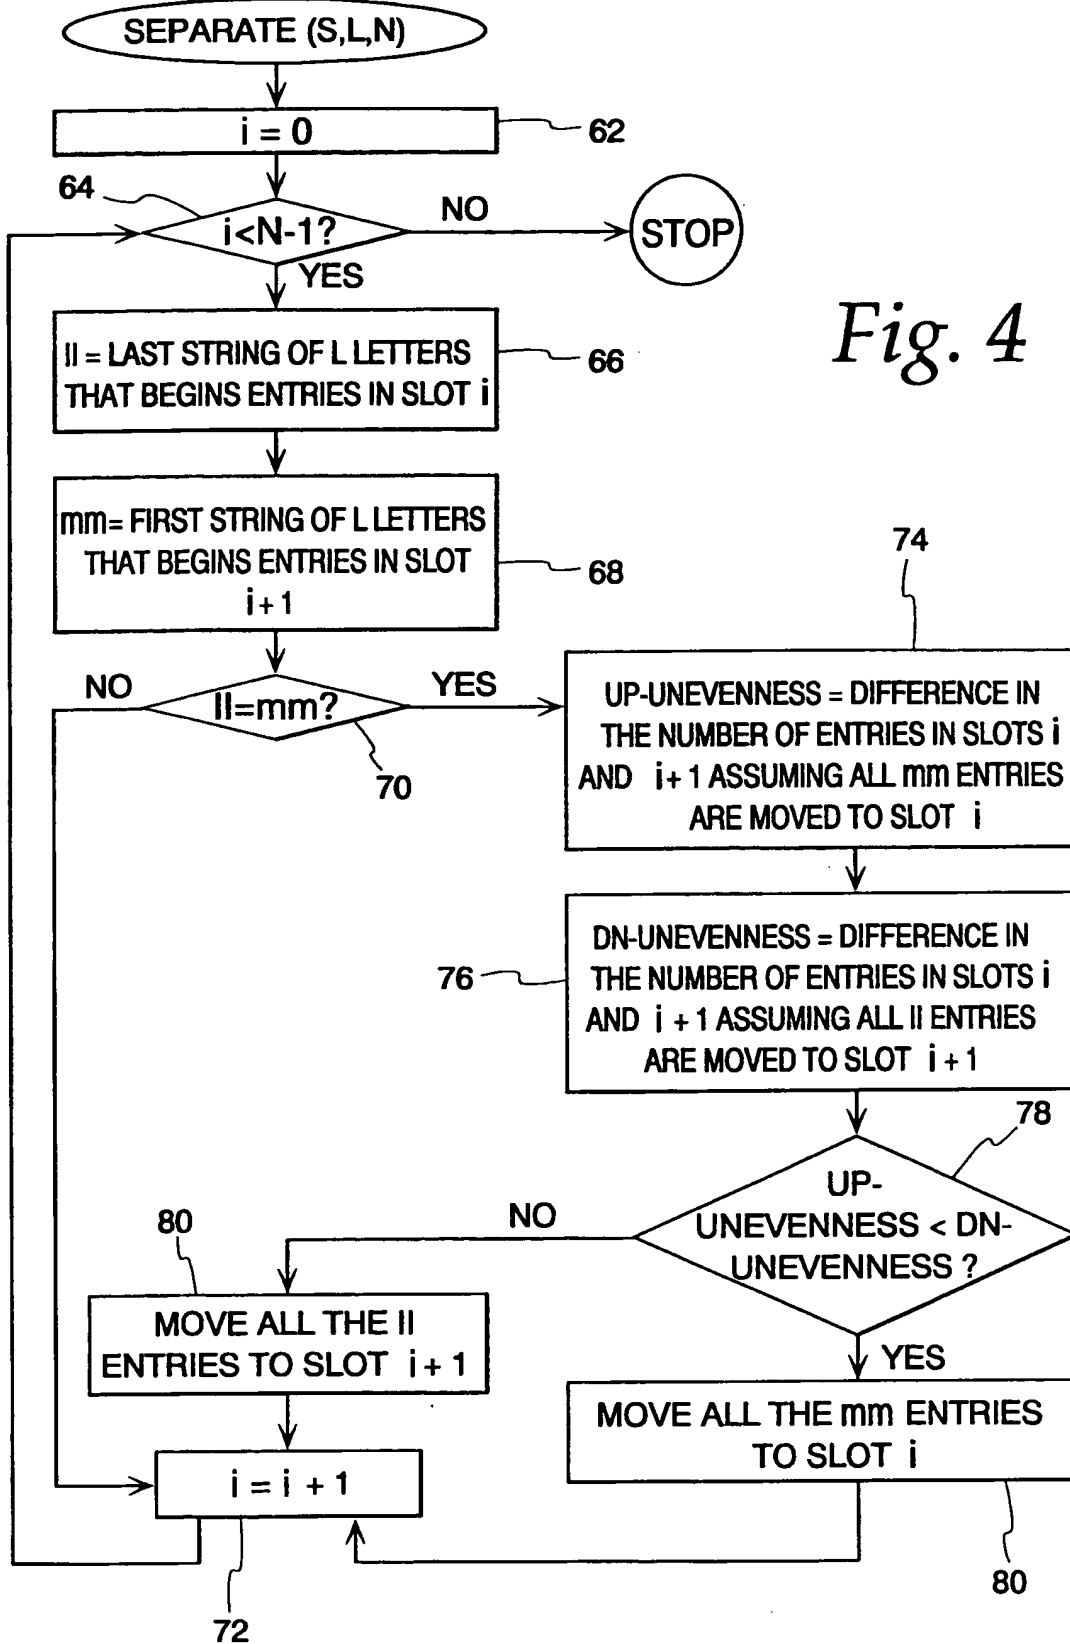 SEPARATE (S,L,N)
i = 0
62
64
i<N-1?
NO
STOP
YES
Fig. 4
ll = LAST STRING OF L LETTERS
THAT BEGINS ENTRIES IN SLOT i
66
mm= FIRST STRING OF L LETTERS
THAT BEGINS ENTRIES IN SLOT
i + 1
68
NO
ll=mm?
YES
70
74
UP-UNEVENNESS = DIFFERENCE IN
THE NUMBER OF ENTRIES IN SLOTS i
AND i + 1 ASSUMING ALL mm ENTRIES
ARE MOVED TO SLOT i
76
DN-UNEVENNESS = DIFFERENCE IN
THE NUMBER OF ENTRIES IN SLOTS i
AND i + 1 ASSUMING ALL ll ENTRIES
ARE MOVED TO SLOT i + 1
78
UP-
UNEVENNESS < DN-
UNEVENNESS ?
NO
YES
80
MOVE ALL THE ll
ENTRIES TO SLOT i + 1
MOVE ALL THE mm ENTRIES
TO SLOT i
80
i = i + 1
72